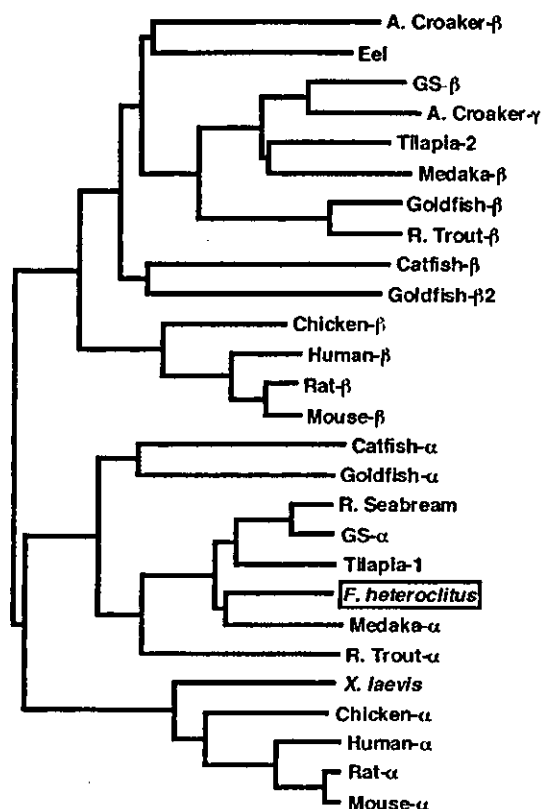 A. Croaker-β
Eel
GS-β
A. Croaker-γ
Tilapia-2
Medaka-β
Goldfish-β
R. Trout-β
Catfish-β
Goldfish-β2
Chicken-β
Human-β
Rat-β
Mouse-β
Catfish-α
Goldfish-α
R. Seabream
GS-α
Tilapia-1
F. heteroclitus
Medaka-α
R. Trout-α
X. laevis
Chicken-α
Human-α
Rat-α
Mouse-α